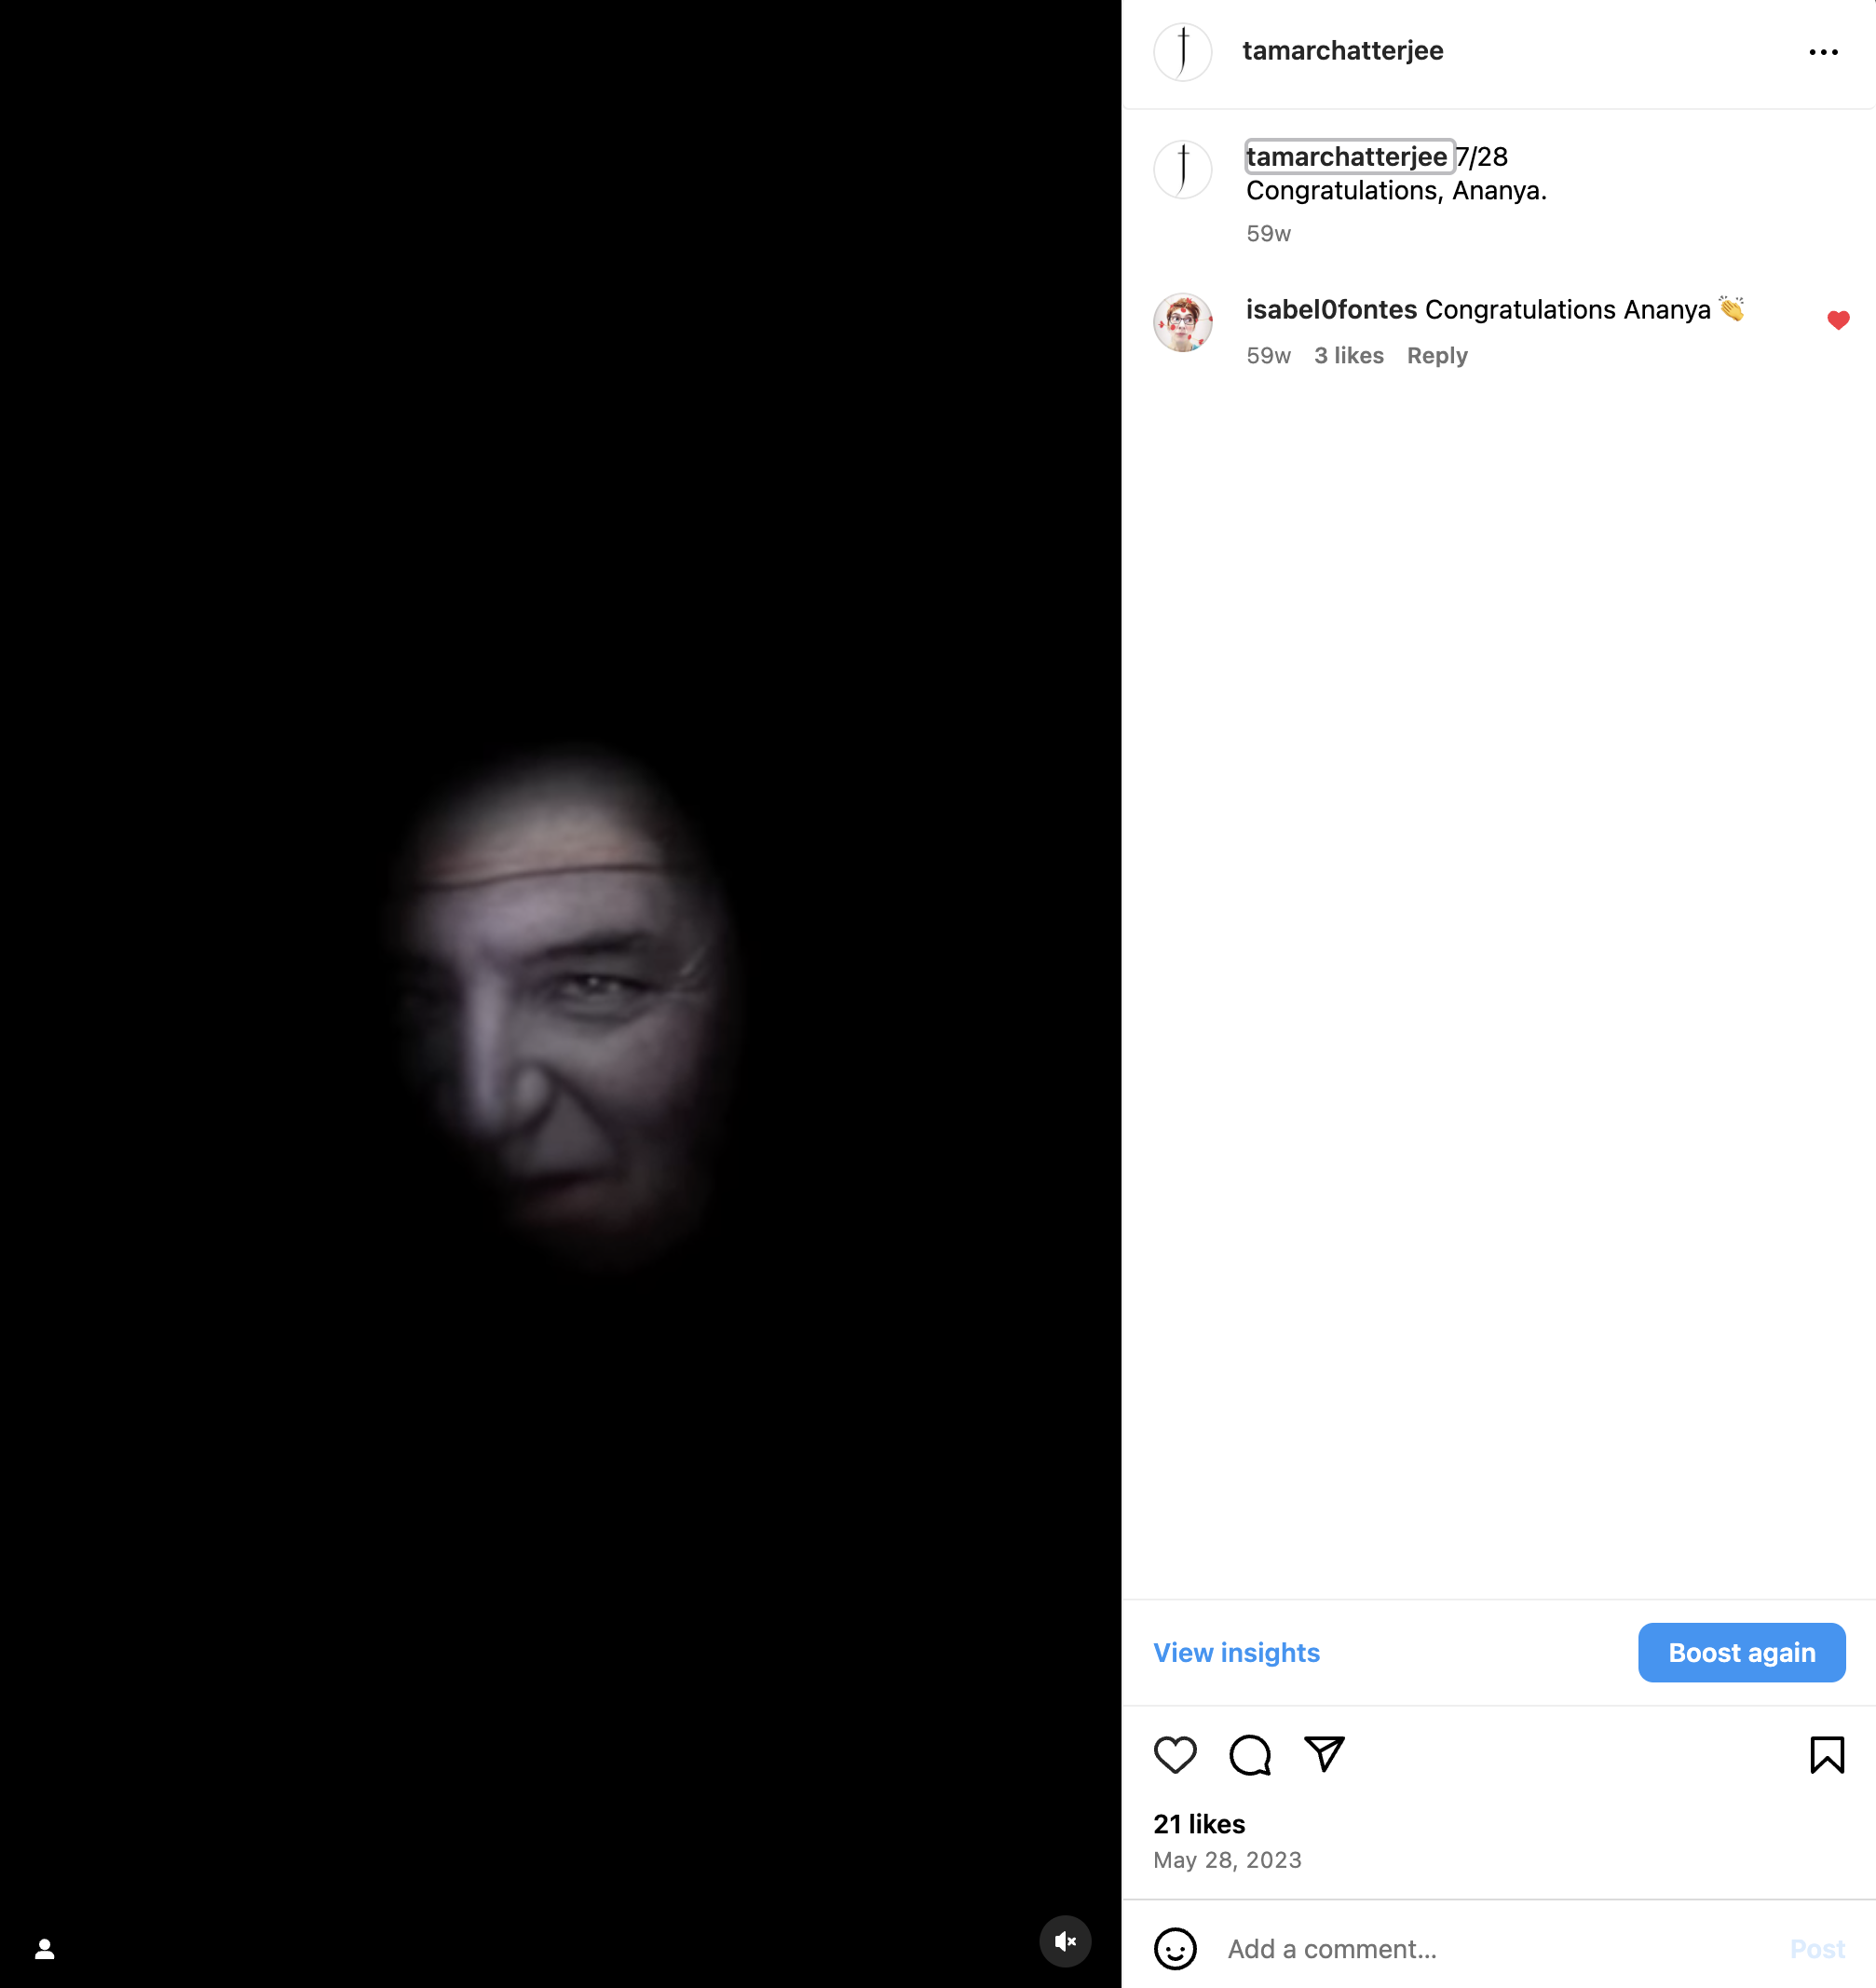 tamarchatterjee
tamarchatterjee 7/28
Congratulations, Ananya.
59w
isabel0fontes Congratulations Ananya 👏
59w 3 likes Reply
View insights
Boost again
21 likes
May 28, 2023
Add a comment...
Post